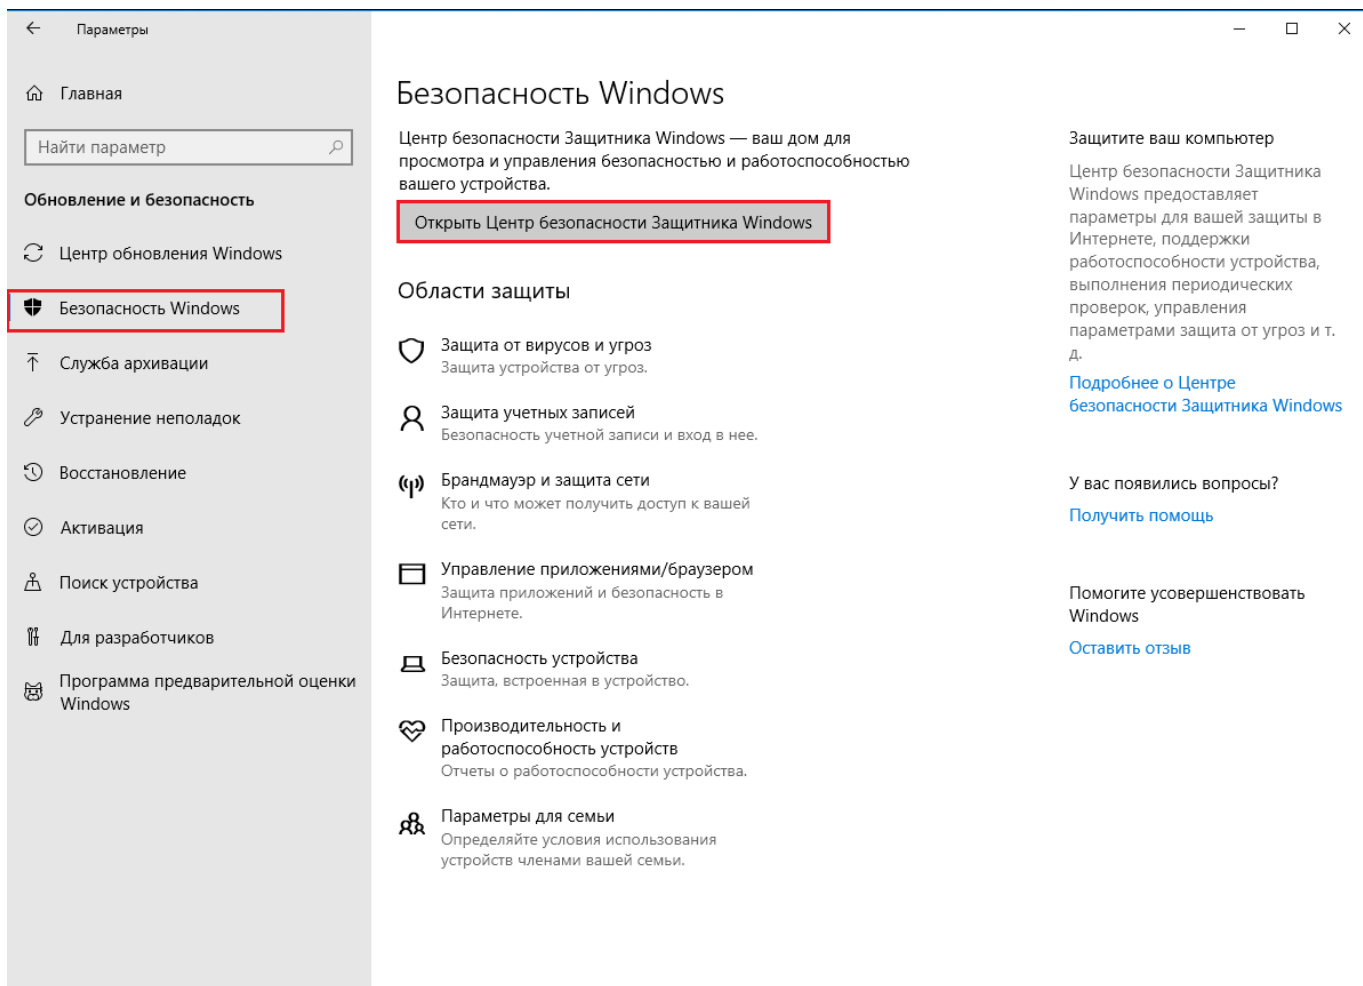 Параметры
Главная
Найти параметр
Обновление и безопасность
Центр обновления Windows
Безопасность Windows
Служба архивации
Устранение неполадок
Восстановление
Активация
Поиск устройства
Для разработчиков
Программа предварительной оценки
Windows
Безопасность Windows
Центр безопасности Защитника Windows — ваш дом для
просмотра и управления безопасностью и работоспособностью
вашего устройства.
Открыть Центр безопасности Защитника Windows
Области защиты
Защита от вирусов и угроз
Защита устройства от угроз.
Защита учетных записей
Безопасность учетной записи и вход в нее.
Брандмауэр и защита сети
Кто и что может получить доступ к вашей
сети.
Управление приложениями/браузером
Защита приложений и безопасность в
Интернете.
Безопасность устройства
Защита, встроенная в устройство.
Производительность и
работоспособность устройств
Отчеты о работоспособности устройства.
Параметры для семьи
Определяйте условия использования
устройств членами вашей семьи.
Защитите ваш компьютер
Центр безопасности Защитника
Windows предоставляет
параметры для вашей защиты в
Интернете, поддержки
работоспособности устройства,
выполнения периодических
проверок, управления
параметрами защита от угроз и т.
д.
Подробнее о Центре
безопасности Защитника Windows
У вас появились вопросы?
Получить помощь
Помогите усовершенствовать
Windows
Оставить отзыв